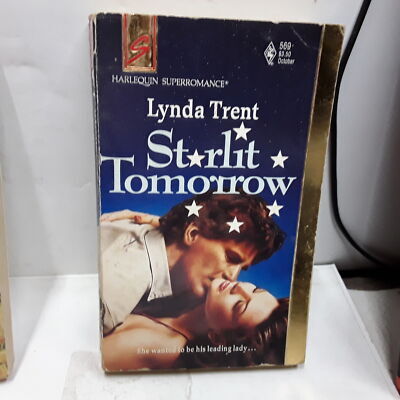 S
569
$3.50
October
HARLEQUIN SUPERROMANCE®
Lynda Trent
Starlit
Tomorrow
She wanted to be his leading lady...